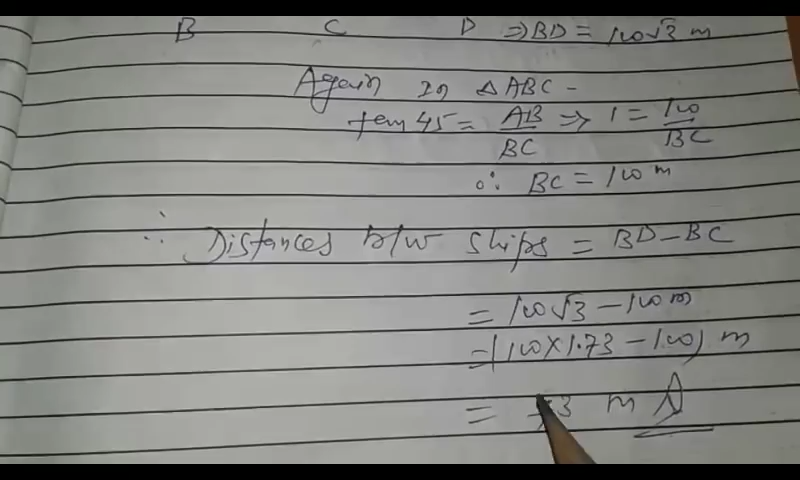 B C D ⇒ BD = 100√3 m
Again In △ABC -
tan 45 = AB/BC ⇒ 1 = 100/BC
∴ BC = 100 m
∴ Distances b/w ships = BD - BC
= 100√3 - 100 m
= (100×1.73 - 100) m
= 73 m A